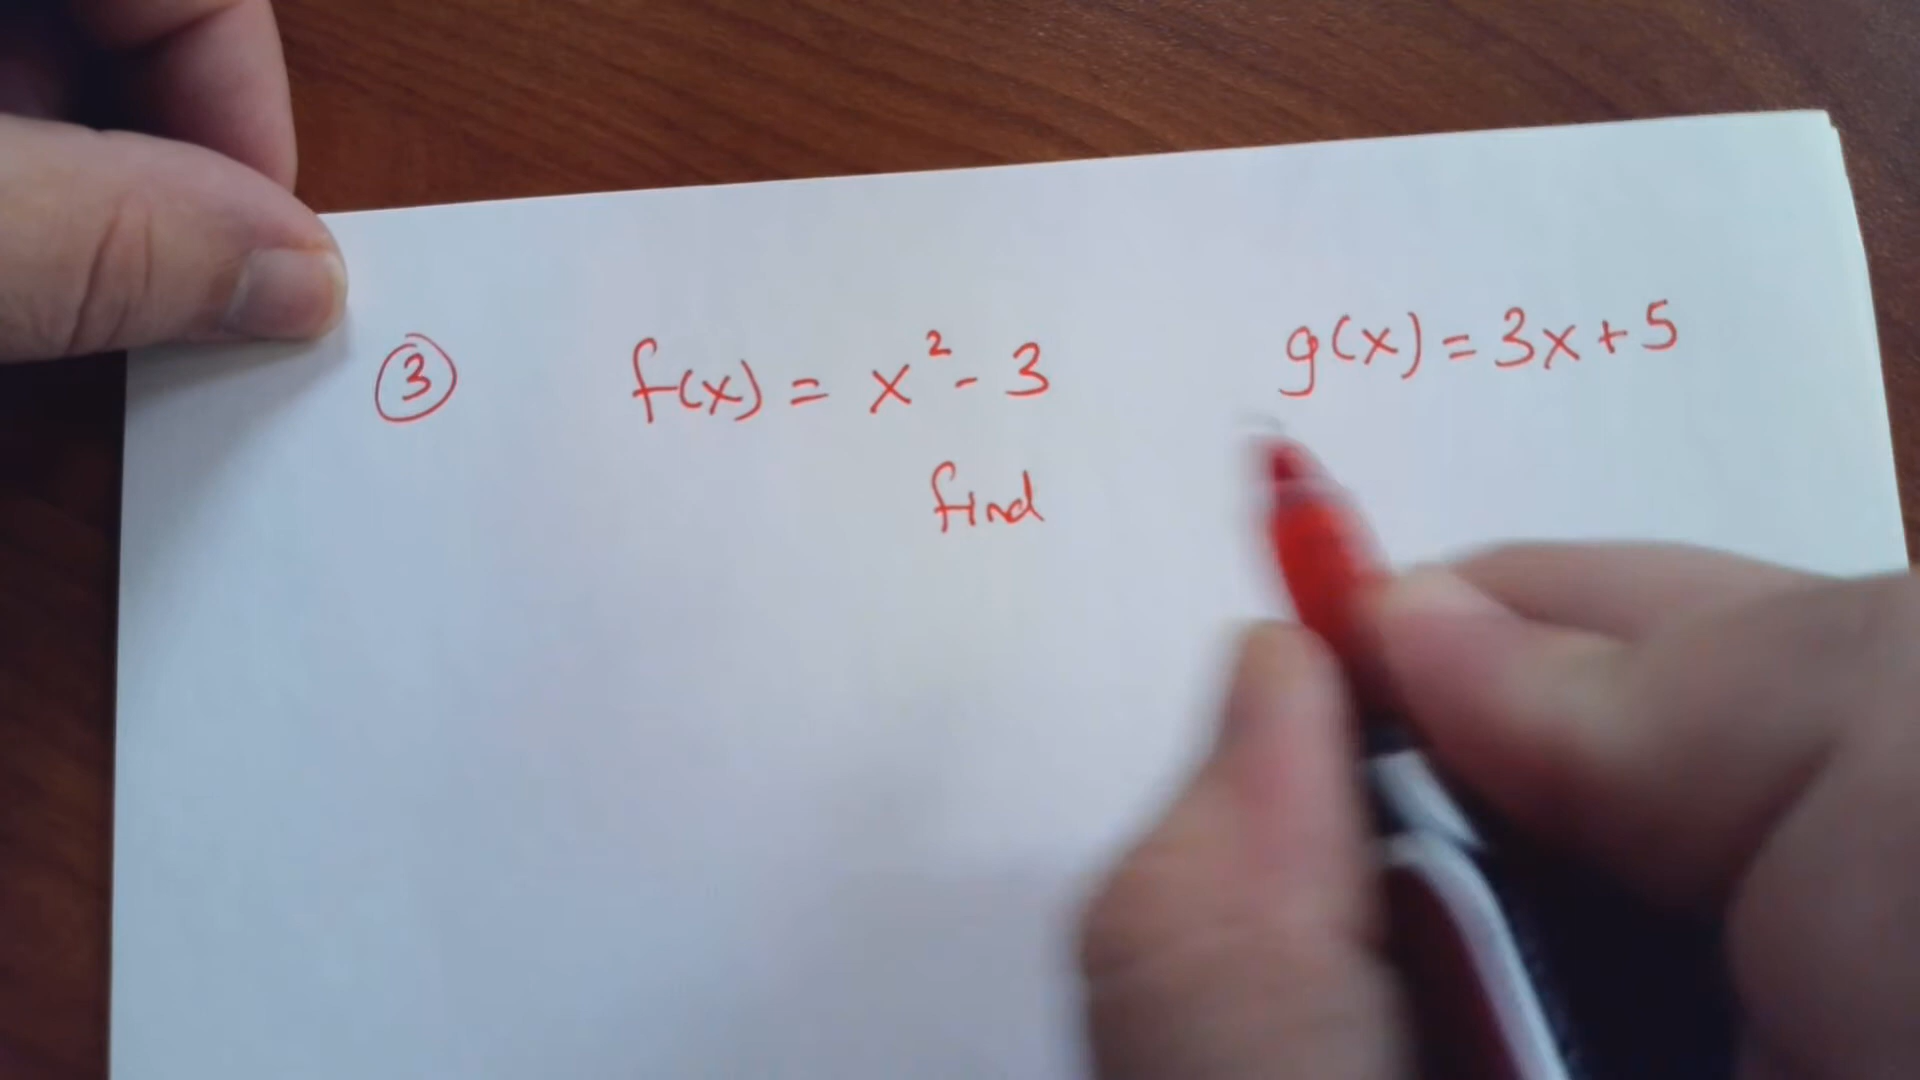 ③ f(x) = x² - 3 g(x) = 3x + 5
find